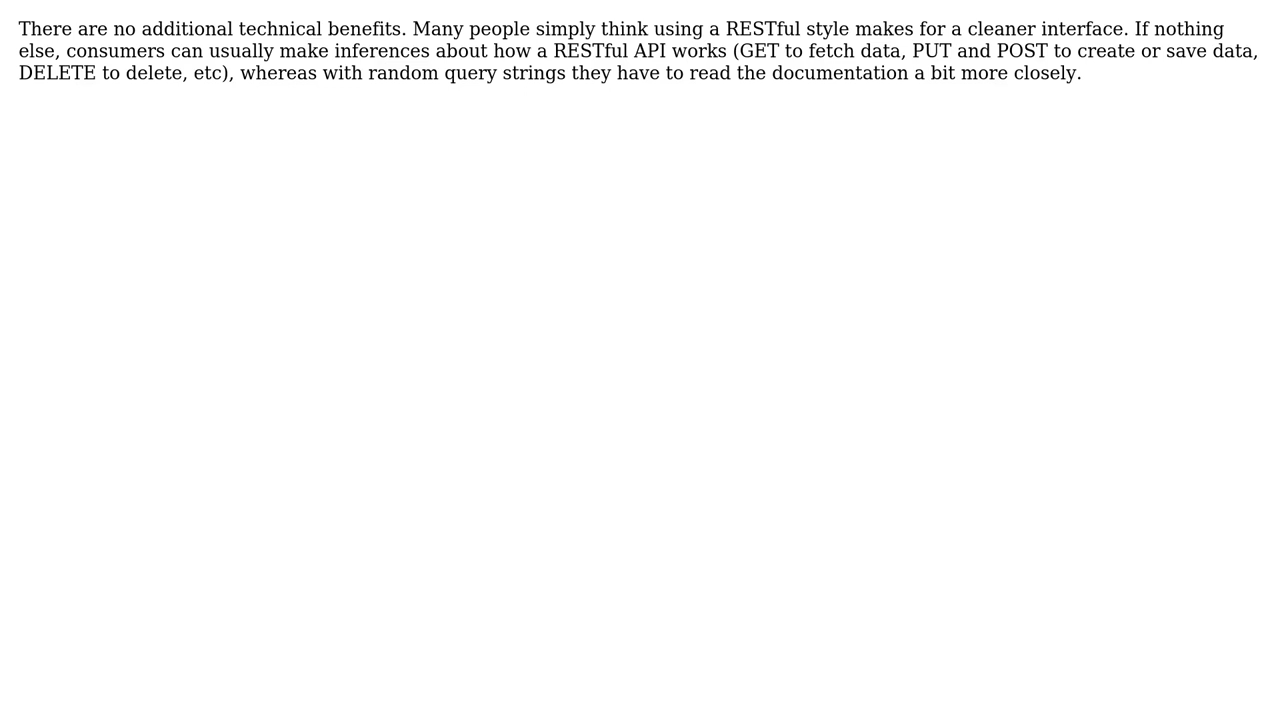 There are no additional technical benefits. Many people simply think using a RESTful style makes for a cleaner interface. If nothing
else, consumers can usually make inferences about how a RESTful API works (GET to fetch data, PUT and POST to create or save data,
DELETE to delete, etc), whereas with random query strings they have to read the documentation a bit more closely.